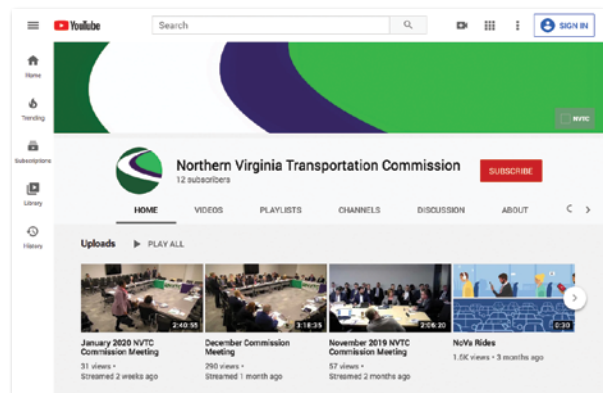 YouTube
Search
SIGN IN
Home
Trending
Subscriptions
Library
History
NVTC
Northern Virginia Transportation Commission
12 subscribers
SUBSCRIBE
HOME VIDEOS PLAYLISTS CHANNELS DISCUSSION ABOUT
Uploads PLAY ALL
2:40:55 3:18:35 2:06:20 0:30
January 2020 NVTC
Commission Meeting
31 views •
Streamed 2 weeks ago
December Commission
Meeting
290 views •
Streamed 1 month ago
November 2019 NVTC
Commission Meeting
57 views •
Streamed 2 months ago
NoVa Rides
1.6K views • 3 months ago